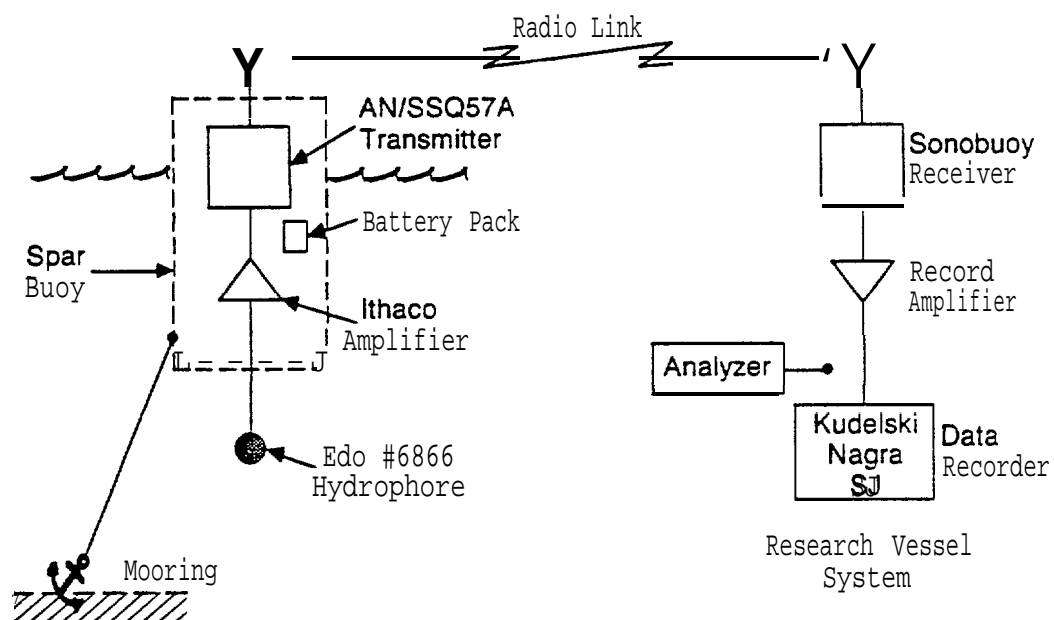 Radio Link
AN/SSQ57A
Transmitter
Battery Pack
Spar
Buoy
Ithaco
Amplifier
Edo #6866
Hydrophore
Mooring
Sonobuoy
Receiver
Record
Amplifier
Analyzer
Kudelski
Nagra
SJ
Data
Recorder
Research Vessel
System